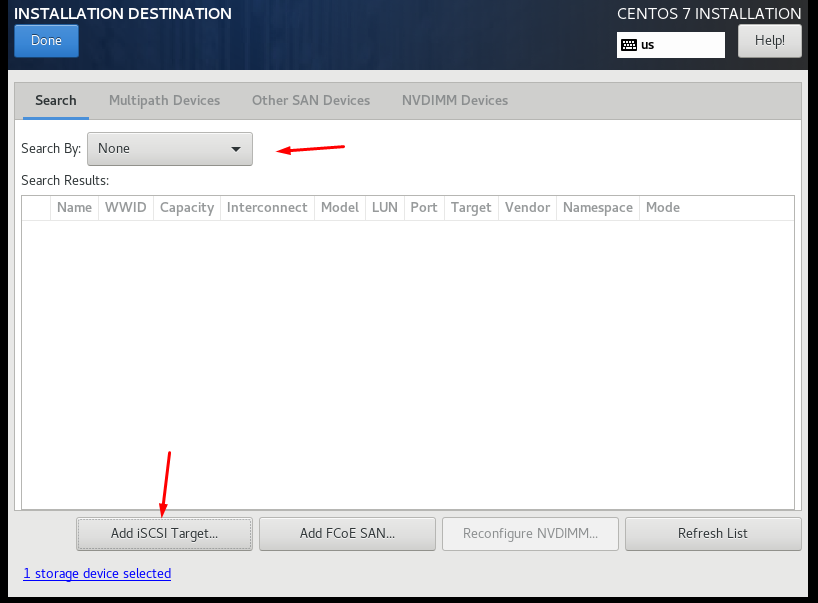 INSTALLATION DESTINATION
CENTOS 7 INSTALLATION
Done
us
Help!
Search Multipath Devices Other SAN Devices NVDIMM Devices
Search By: None
Search Results:
Name WWID Capacity Interconnect Model LUN Port Target Vendor Namespace Mode
Add iSCSI Target... Add FCoE SAN... Reconfigure NVDIMM... Refresh List
1 storage device selected